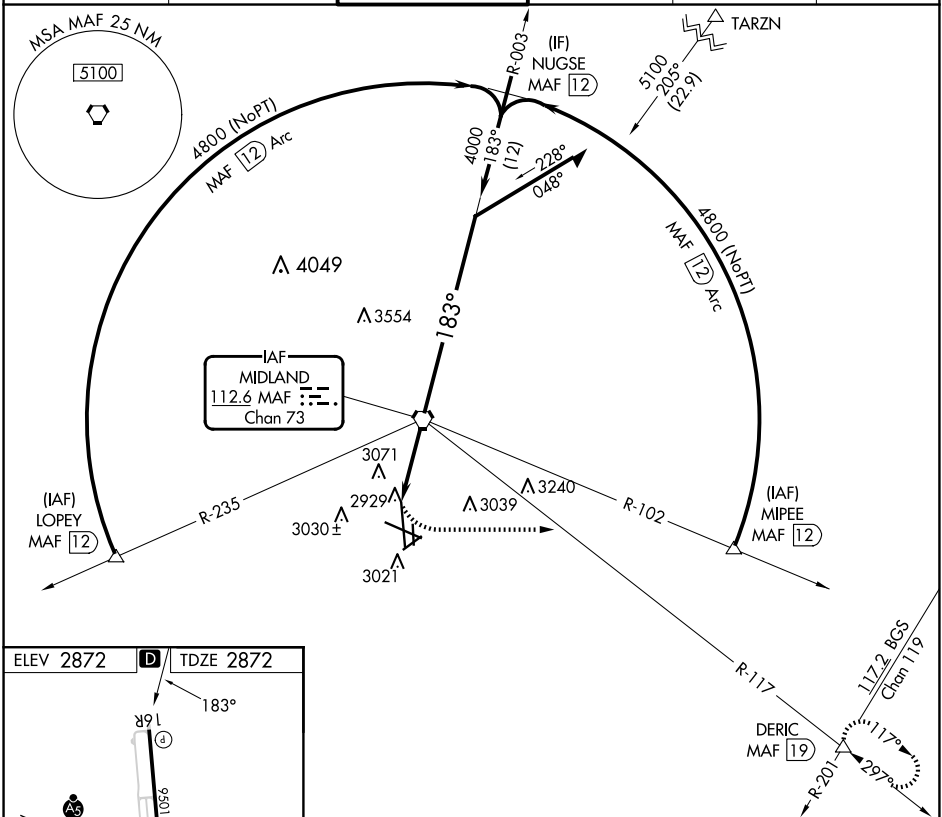 MSA MAF 25 NM
5100
4800 (NoPT)
MAF 12 Arc
R-003
(IF)
NUGSE
MAF 12
TARZN
5100
205°
(22.9)
4000
183°
(12)
228°
048°
4800 (NoPT)
MAF 12 Arc
4049
3554
183°
IAF
MIDLAND
112.6 MAF
Chan 73
3071
2929
3030±
3039
3240
3021
R-235
R-102
(IAF)
LOPEY
MAF 12
(IAF)
MIPEE
MAF 12
R-117
117.2 BGS
Chan 119
DERIC
MAF 19
117°
297°
R-201
ELEV 2872 D TDZE 2872
183°
16R
P
9501
A5